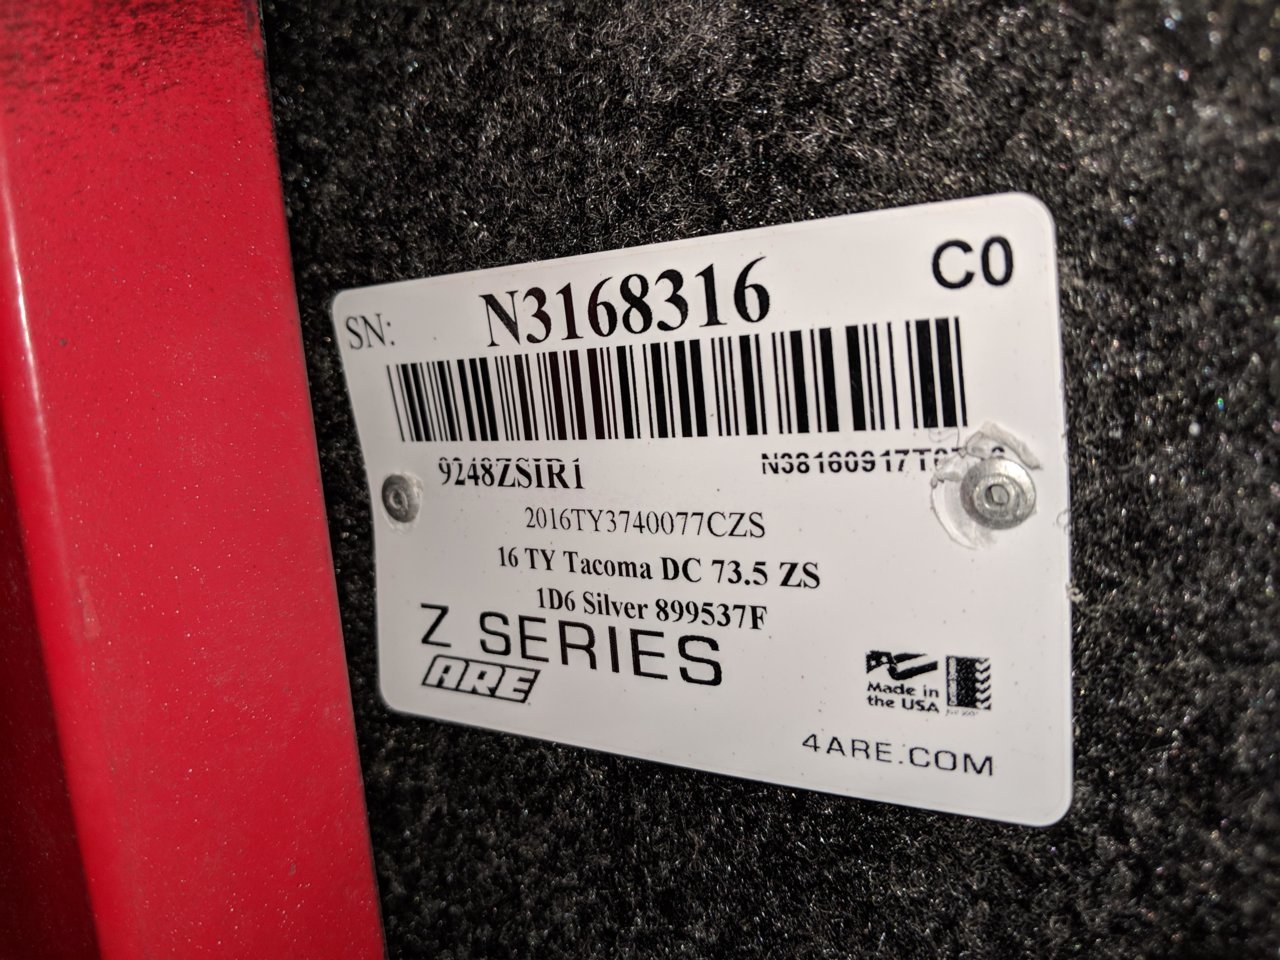 SN: N3168316 C0
9248ZSIR1
2016TY3740077CZS
16 TY Tacoma DC 73.5 ZS
1D6 Silver 899537F
Z SERIES
ARE
Made in
the USA
4ARE.COM